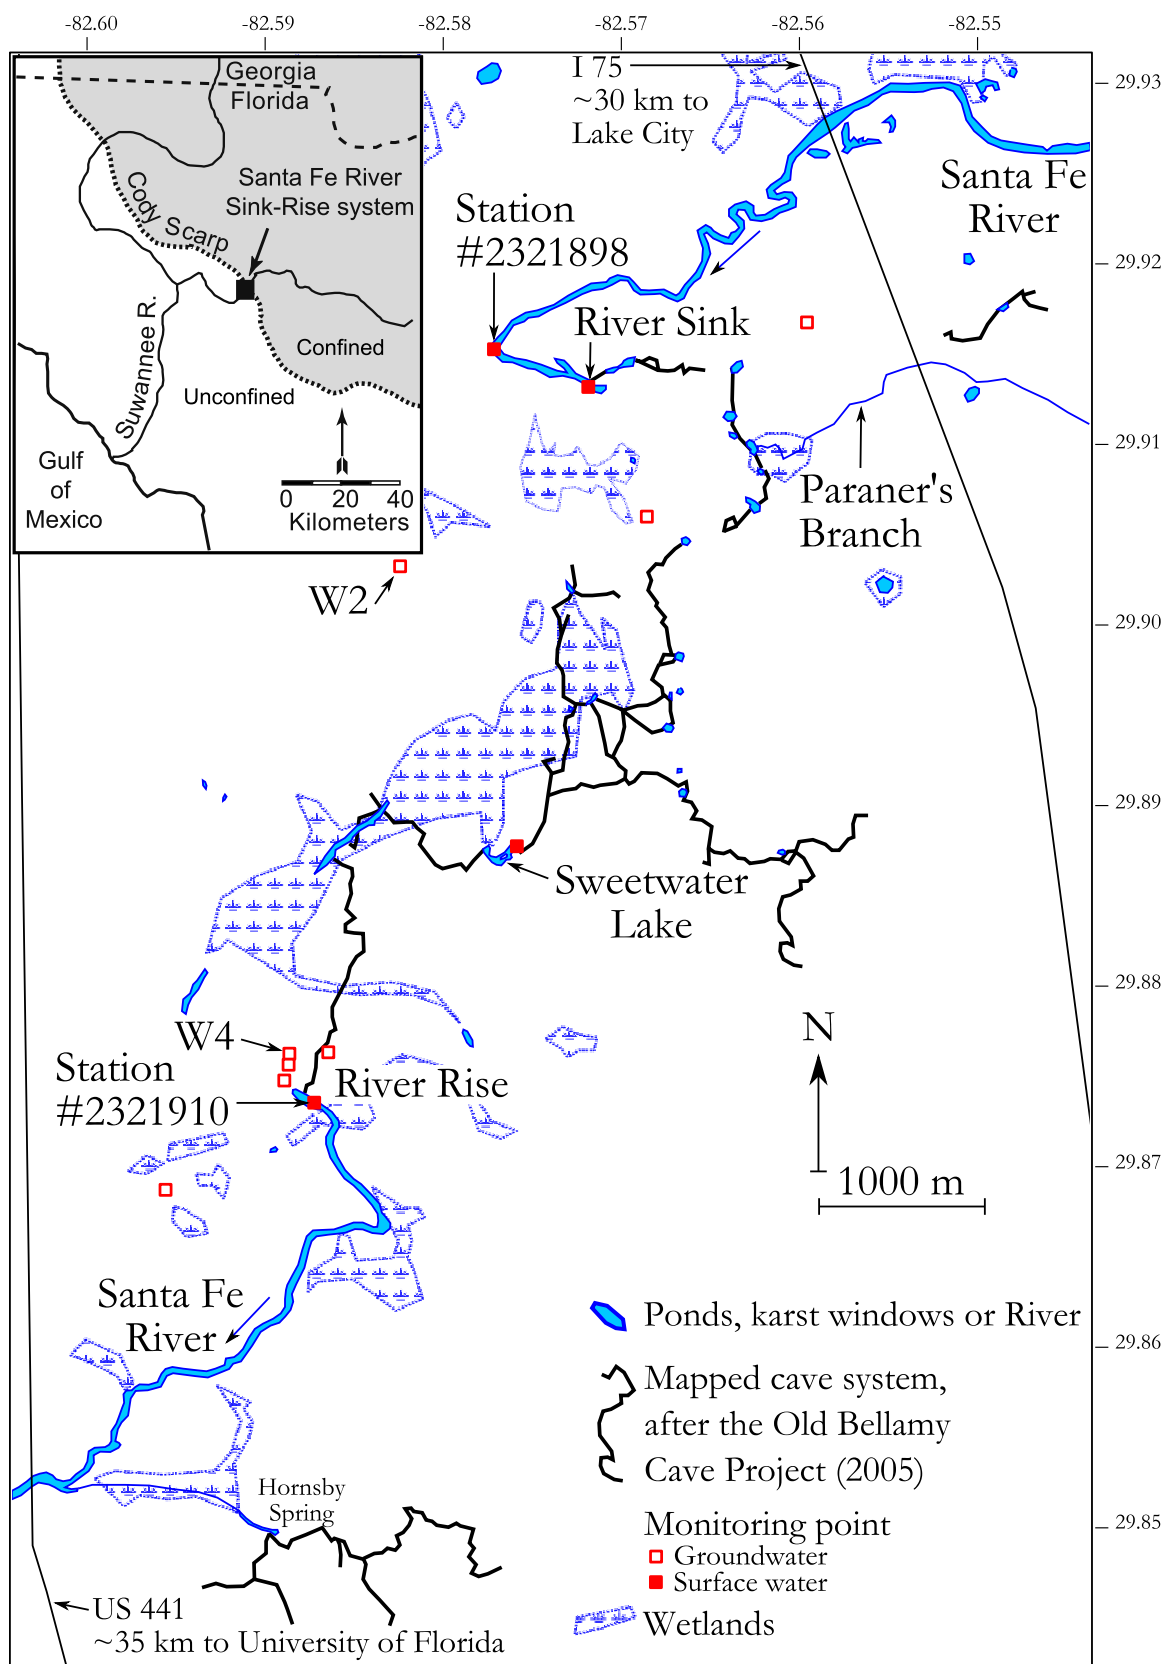 -82.60 -82.59 -82.58 -82.57 -82.56 -82.55
Georgia
Florida
Santa Fe River
Sink-Rise system
Cody Scarp
Confined
Unconfined
Suwannee R.
Gulf
of
Mexico
0 20 40
Kilometers
I 75
~30 km to
Lake City
29.93
Santa Fe
River
Station
#2321898
29.92
River Sink
29.91
Paraner's
Branch
W2
29.90
29.89
Sweetwater
Lake
29.88
W4
N
Station
#2321910
River Rise
29.87
1000 m
Santa Fe
River
Ponds, karst windows or River
29.86
Mapped cave system,
after the Old Bellamy
Cave Project (2005)
Hornsby
Spring
29.85
Monitoring point
Groundwater
Surface water
Wetlands
US 441
~35 km to University of Florida